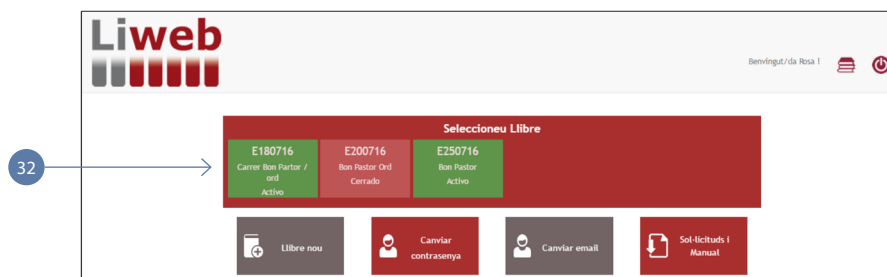 Liweb
Benvingut/da Rosa !
Seleccioneu Llibre
32
E180716
Carrer Bon Partor /
ord
Activo
E200716
Bon Pastor Ord
Cerrado
E250716
Bon Pastor
Activo
Llibre nou
Canviar
contrasenya
Canviar email
Sol·licituds i
Manual